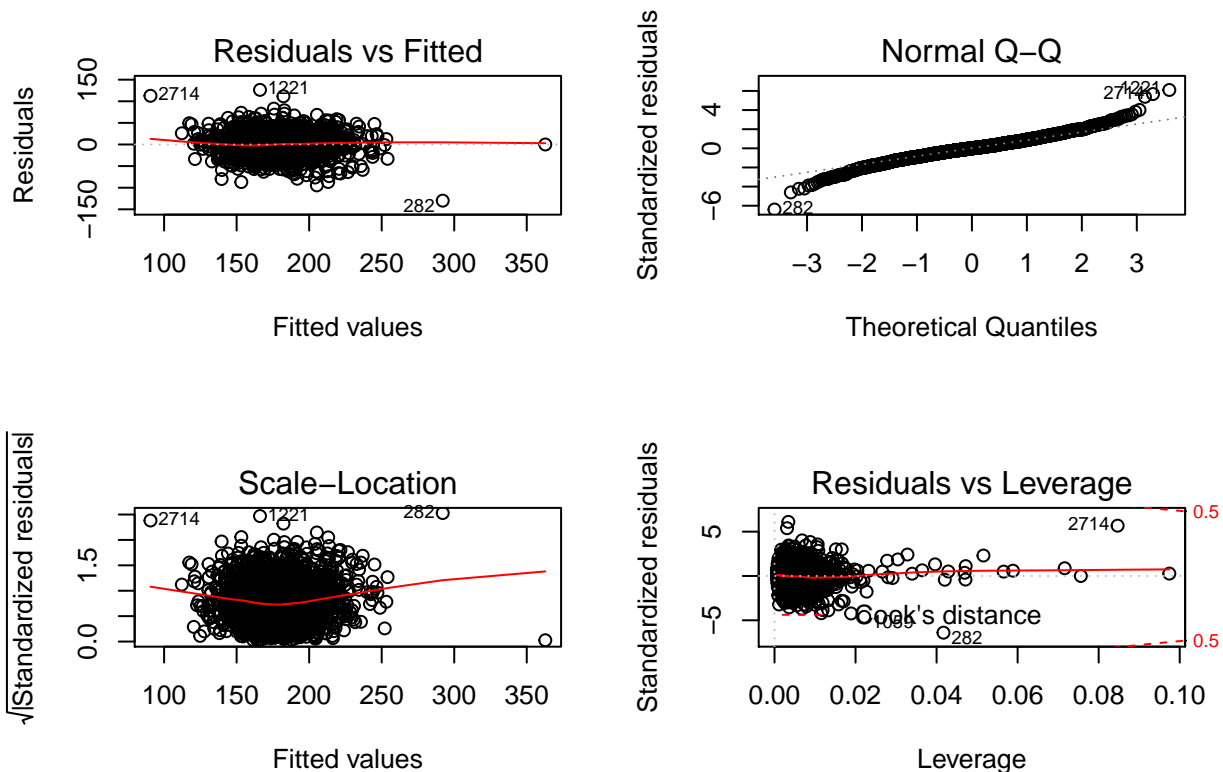 Residuals vs Fitted
Residuals
150
0
−150
2714
1221
282
100 150 200 250 300 350
Fitted values
Normal Q−Q
Standardized residuals
4
0
−6
1221
2714
282
−3 −2 −1 0 1 2 3
Theoretical Quantiles
Scale−Location
√|Standardized residuals|
1.5
0.0
2714
1221
282
100 150 200 250 300 350
Fitted values
Residuals vs Leverage
Standardized residuals
5
−5
0.5
2714
Cook's distance
1059
282
0.5
0.00 0.02 0.04 0.06 0.08 0.10
Leverage